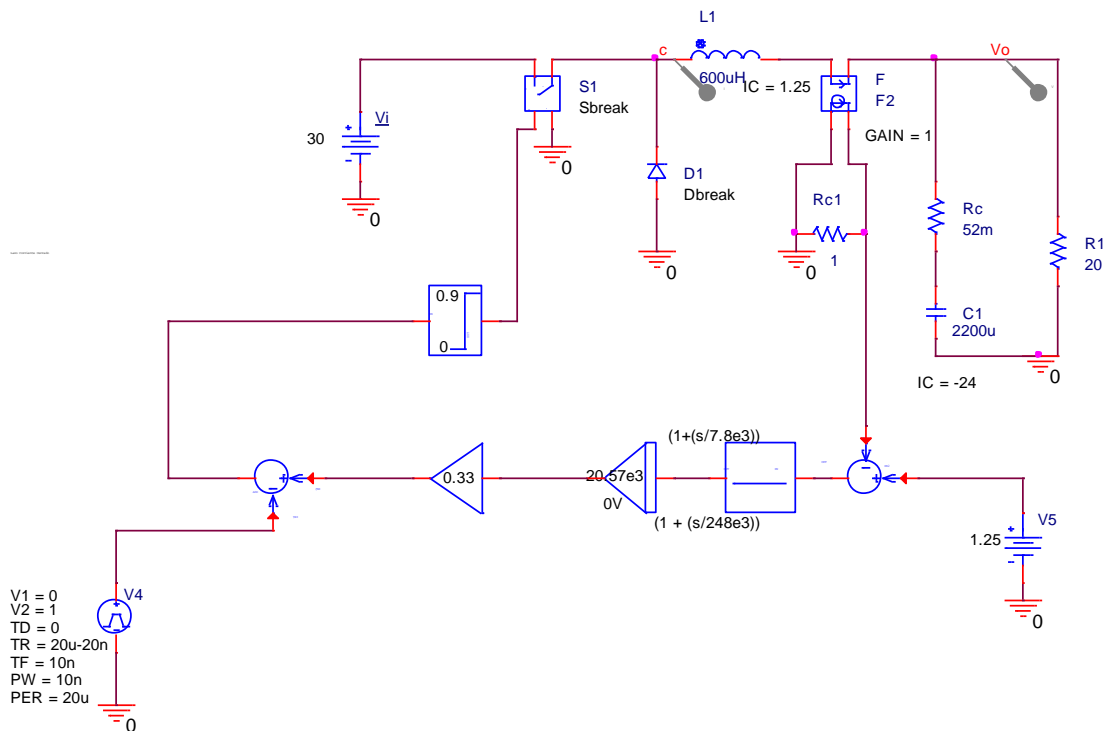 L1
c
Vo
600uH
IC = 1.25
S1
Sbreak
F
F2
Vi
30
GAIN = 1
0
D1
Dbreak
Rc1
1
Rc
52m
R1
20
0
0
0
0.9
0
C1
2200u
0
IC = -24
(1+(s/7.8e3))
0.33
20.57e3
0V
(1 + (s/248e3))
+
-
-
+
V5
1.25
V1 = 0
V2 = 1
TD = 0
TR = 20u-20n
TF = 10n
PW = 10n
PER = 20u
V4
0
0